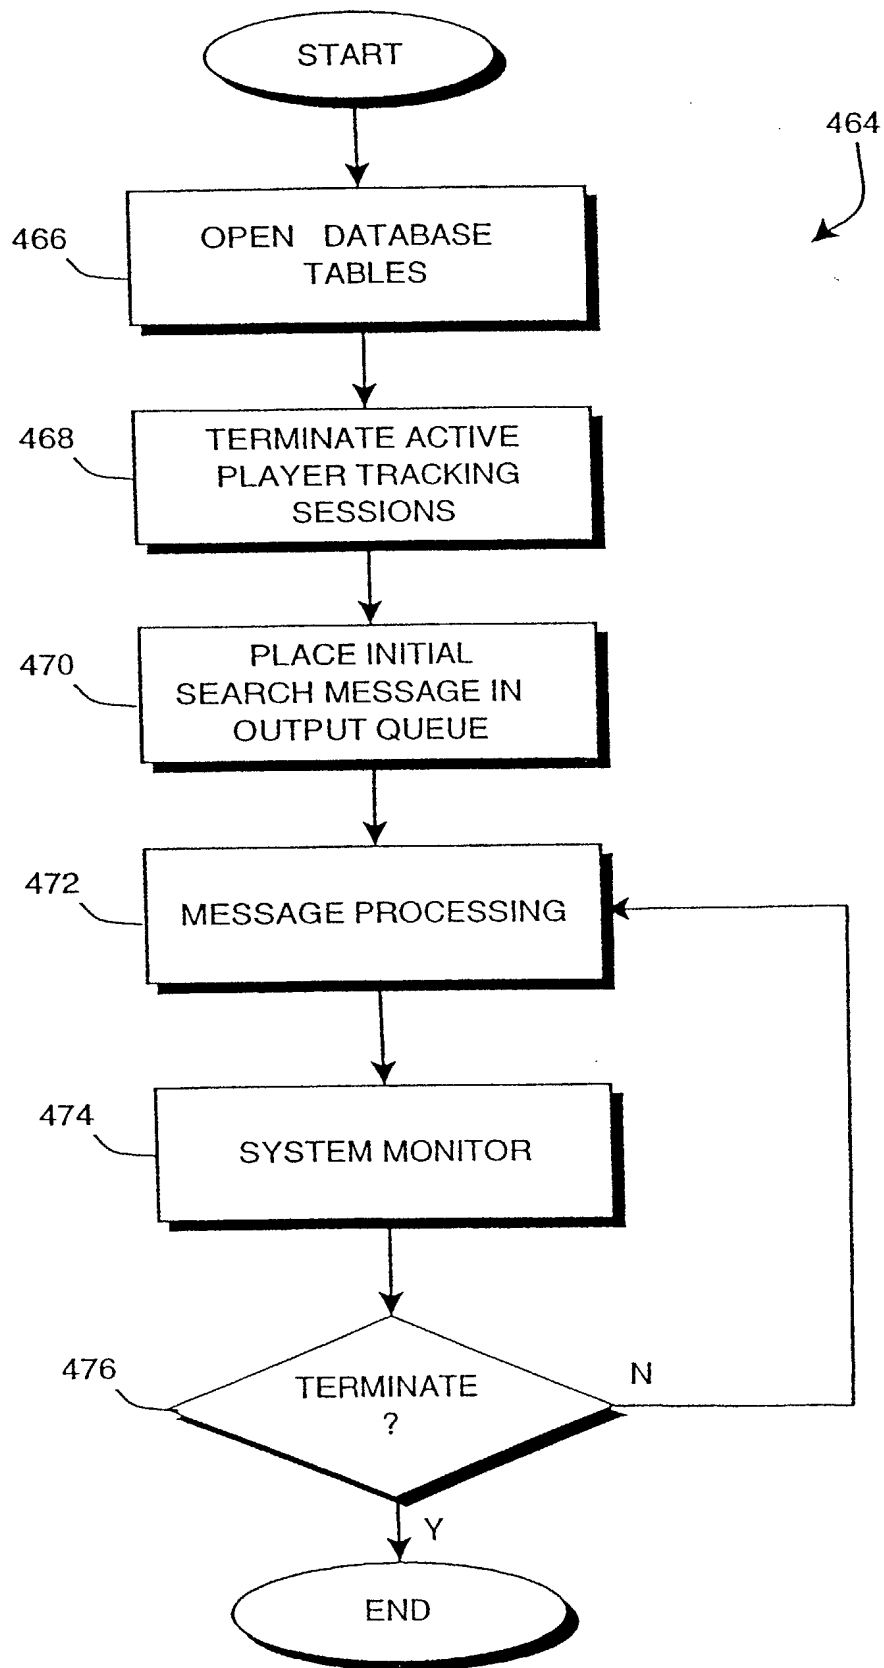 START
464
466
OPEN DATABASE
TABLES
468
TERMINATE ACTIVE
PLAYER TRACKING
SESSIONS
470
PLACE INITIAL
SEARCH MESSAGE IN
OUTPUT QUEUE
472
MESSAGE PROCESSING
474
SYSTEM MONITOR
476
TERMINATE
?
N
Y
END